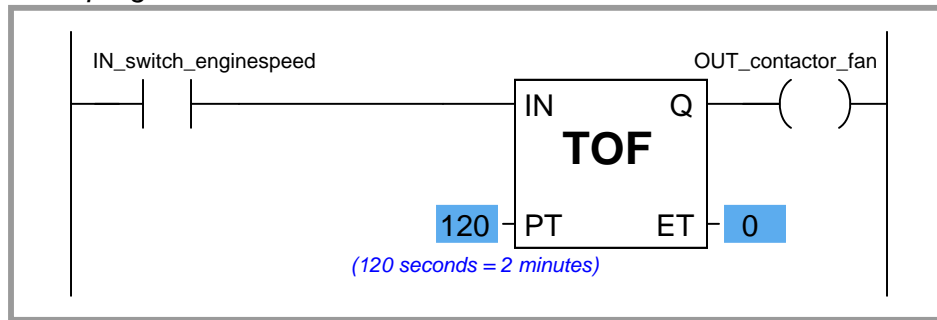 IN_switch_enginespeed
OUT_contactor_fan
IN Q
TOF
120 PT ET 0
(120 seconds = 2 minutes)